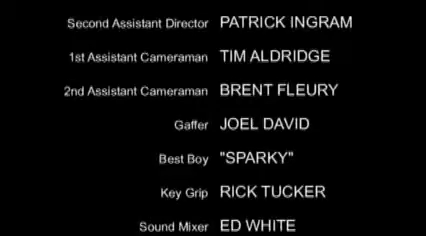 Second Assistant Director PATRICK INGRAM
1st Assistant Cameraman TIM ALDRIDGE
2nd Assistant Cameraman BRENT FLEURY
Gaffer JOEL DAVID
Best Boy "SPARKY"
Key Grip RICK TUCKER
Sound Mixer ED WHITE